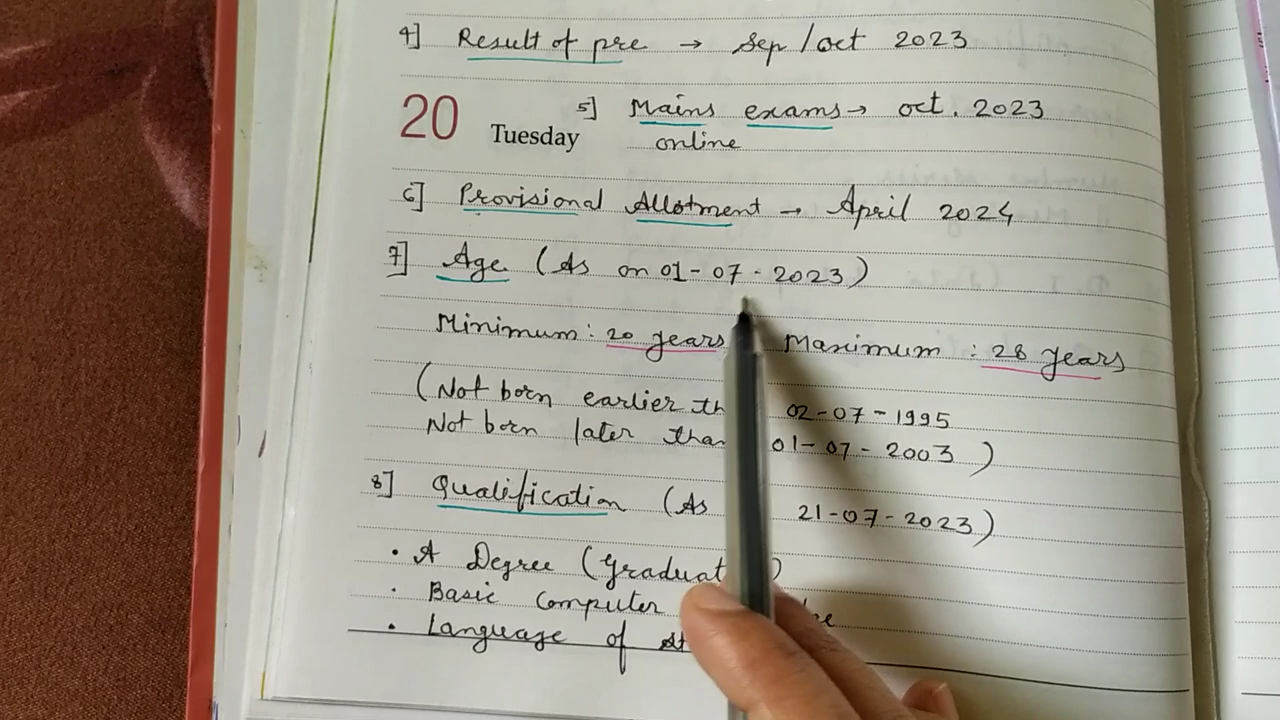 4] Result of pre → Sep/oct 2023
20 Tuesday 5] Mains exams → oct. 2023
online
6] Provisional Allotment → April 2024
7] Age (As on 01-07-2023)
Minimum: 20 years Maximum: 28 years
(Not born earlier th 02-07-1995
Not born later than 01-07-2003)
8] Qualification (As 21-07-2023)
• A Degree (Graduat )
• Basic Computer
• Language of